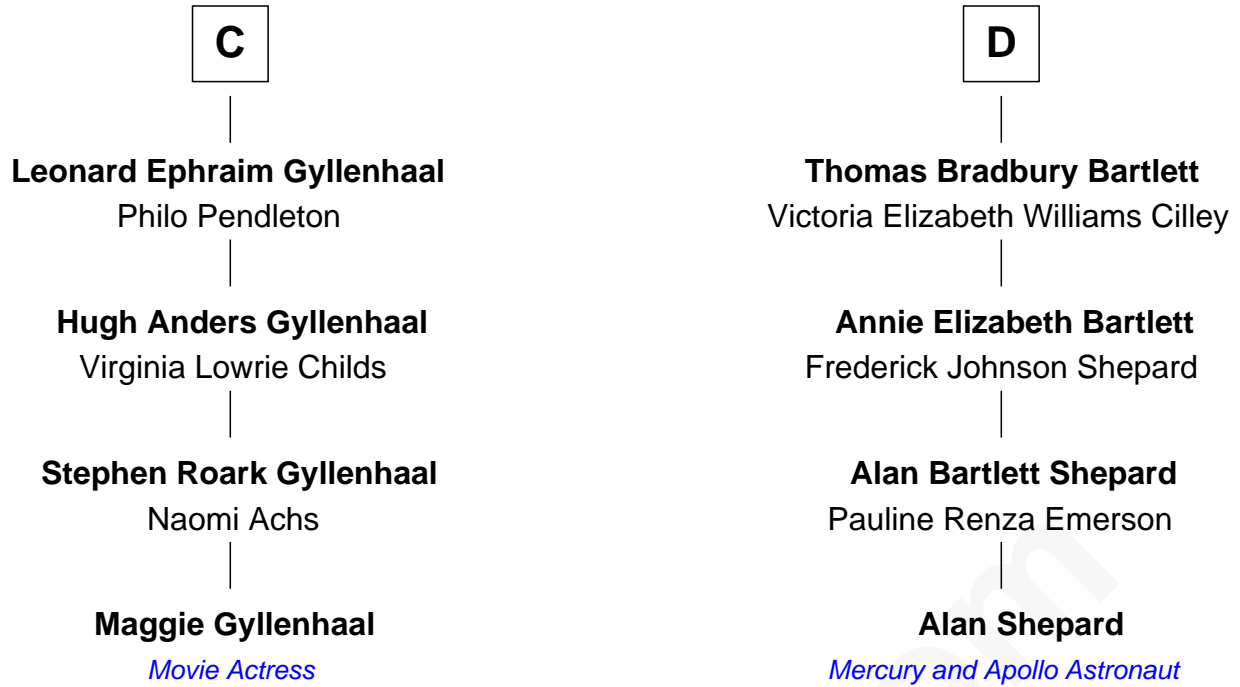 C
Leonard Ephraim Gyllenhaal
Philo Pendleton
Hugh Anders Gyllenhaal
Virginia Lowrie Childs
Stephen Roark Gyllenhaal
Naomi Achs
Maggie Gyllenhaal
Movie Actress
D
Thomas Bradbury Bartlett
Victoria Elizabeth Williams Cilley
Annie Elizabeth Bartlett
Frederick Johnson Shepard
Alan Bartlett Shepard
Pauline Renza Emerson
Alan Shepard
Mercury and Apollo Astronaut